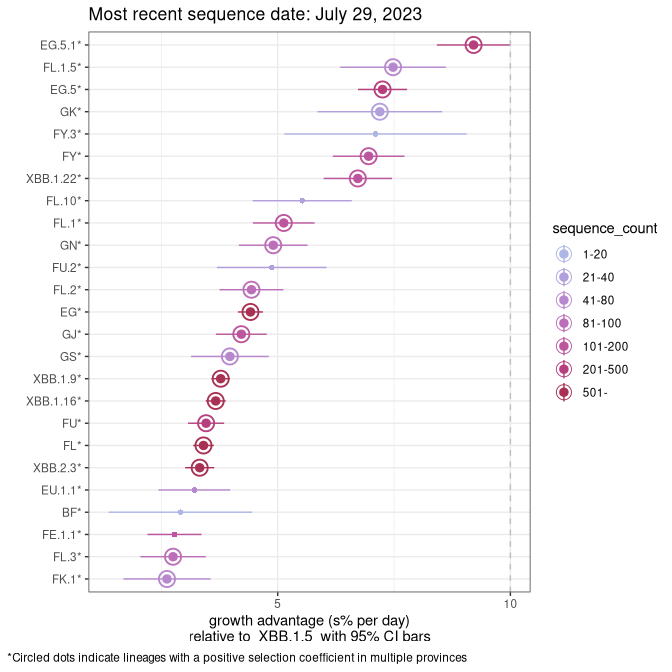 Most recent sequence date: July 29, 2023
EG.5.1*
FL.1.5*
EG.5*
GK*
FY.3*
FY*
XBB.1.22*
FL.10*
FL.1*
GN*
FU.2*
FL.2*
EG*
GJ*
GS*
XBB.1.9*
XBB.1.16*
FU*
FL*
XBB.2.3*
EU.1.1*
BF*
FE.1.1*
FL.3*
FK.1*
5 10
growth advantage (s% per day)
relative to XBB.1.5 with 95% CI bars
*Circled dots indicate lineages with a positive selection coefficient in multiple provinces
sequence_count
1-20
21-40
41-80
81-100
101-200
201-500
501-